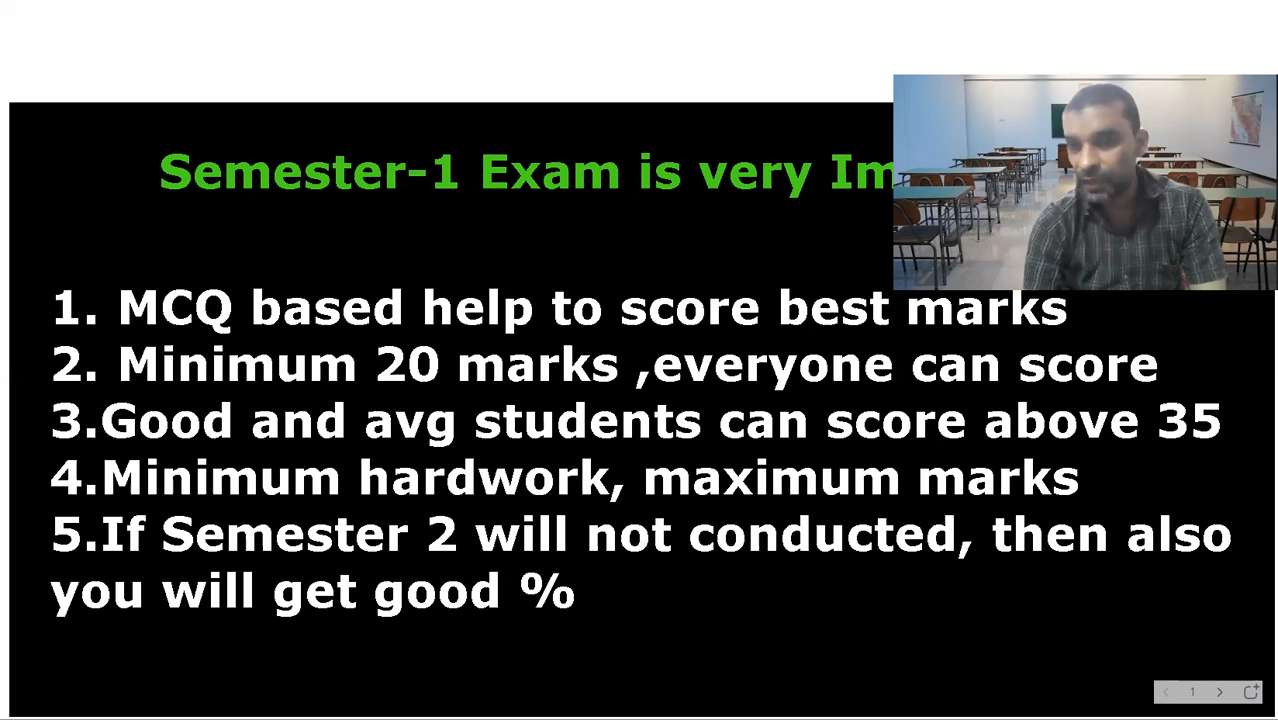 Semester-1 Exam is very
1. MCQ based help to score best marks
2. Minimum 20 marks ,everyone can score
3.Good and avg students can score above 35
4.Minimum hardwork, maximum marks
5.If Semester 2 will not conducted, then also
you will get good %
1